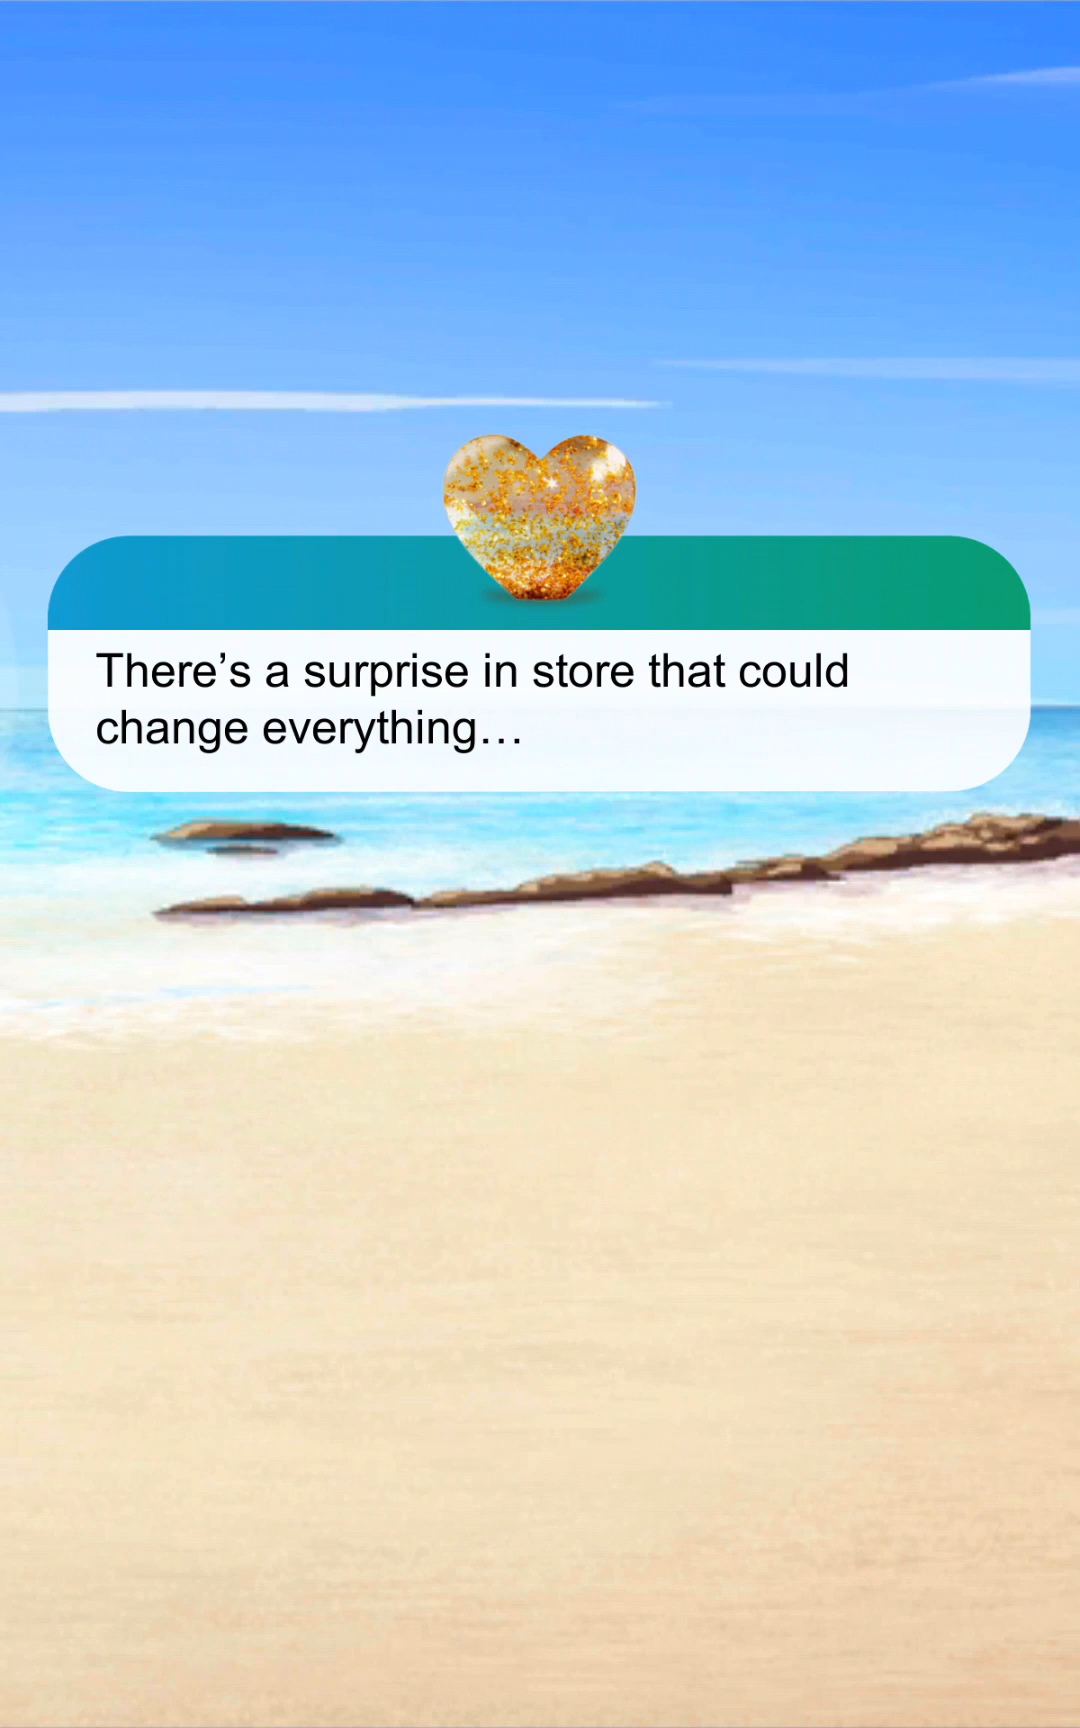 There’s a surprise in store that could
change everything…